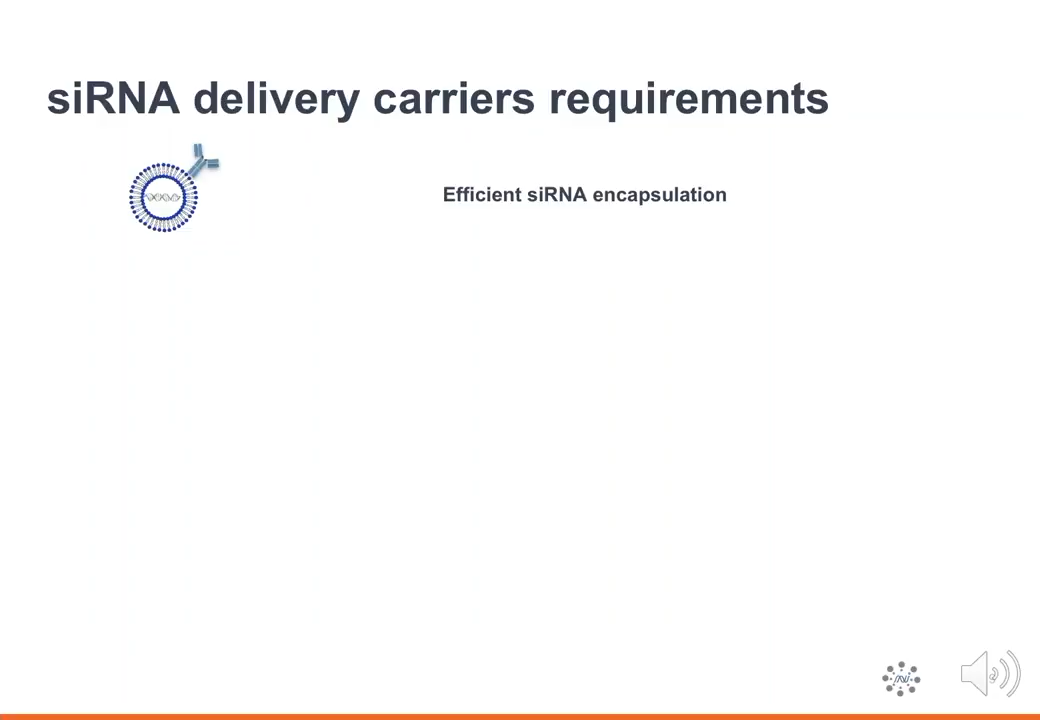 siRNA delivery carriers requirements
Efficient siRNA encapsulation